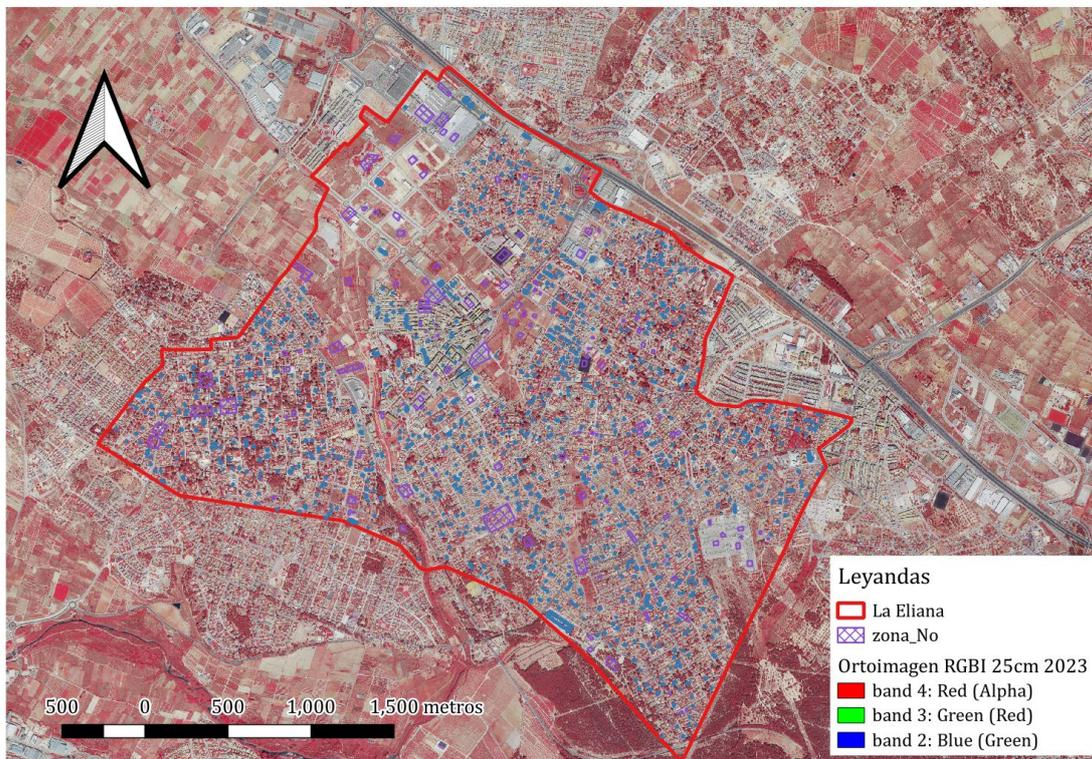 Leyandas
La Eliana
zona_No
Ortoimagen RGBI 25cm 2023
band 4: Red (Alpha)
band 3: Green (Red)
band 2: Blue (Green)
500 0 500 1,000 1,500 metros